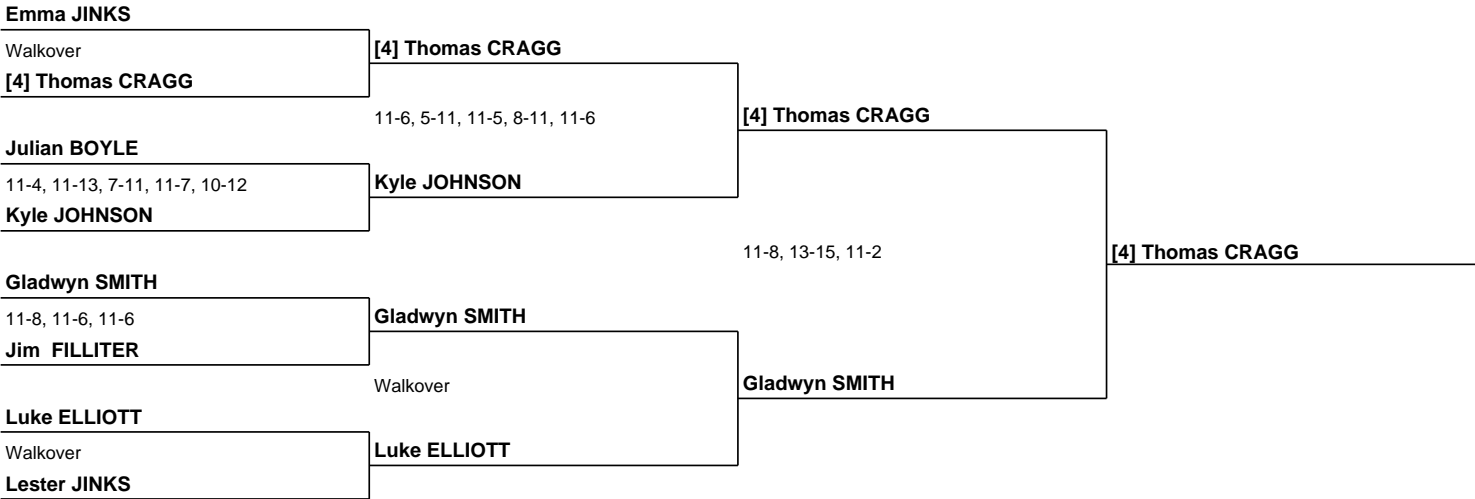 Emma JINKS
Walkover
[4] Thomas CRAGG
[4] Thomas CRAGG
11-6, 5-11, 11-5, 8-11, 11-6
[4] Thomas CRAGG
Julian BOYLE
11-4, 11-13, 7-11, 11-7, 10-12
Kyle JOHNSON
Kyle JOHNSON
11-8, 13-15, 11-2
[4] Thomas CRAGG
Gladwyn SMITH
11-8, 11-6, 11-6
Gladwyn SMITH
Jim FILLITER
Walkover
Gladwyn SMITH
Luke ELLIOTT
Walkover
Luke ELLIOTT
Lester JINKS